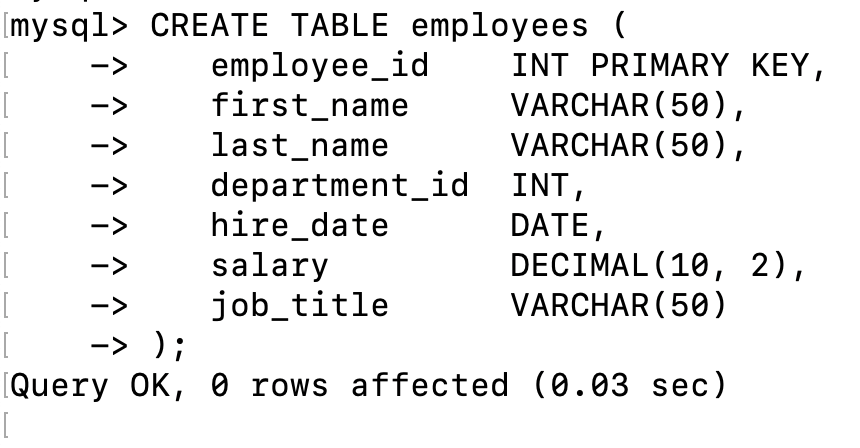 mysql> CREATE TABLE employees (
    ->    employee_id    INT PRIMARY KEY,
    ->    first_name     VARCHAR(50),
    ->    last_name      VARCHAR(50),
    ->    department_id  INT,
    ->    hire_date      DATE,
    ->    salary         DECIMAL(10, 2),
    ->    job_title      VARCHAR(50)
    -> );
Query OK, 0 rows affected (0.03 sec)